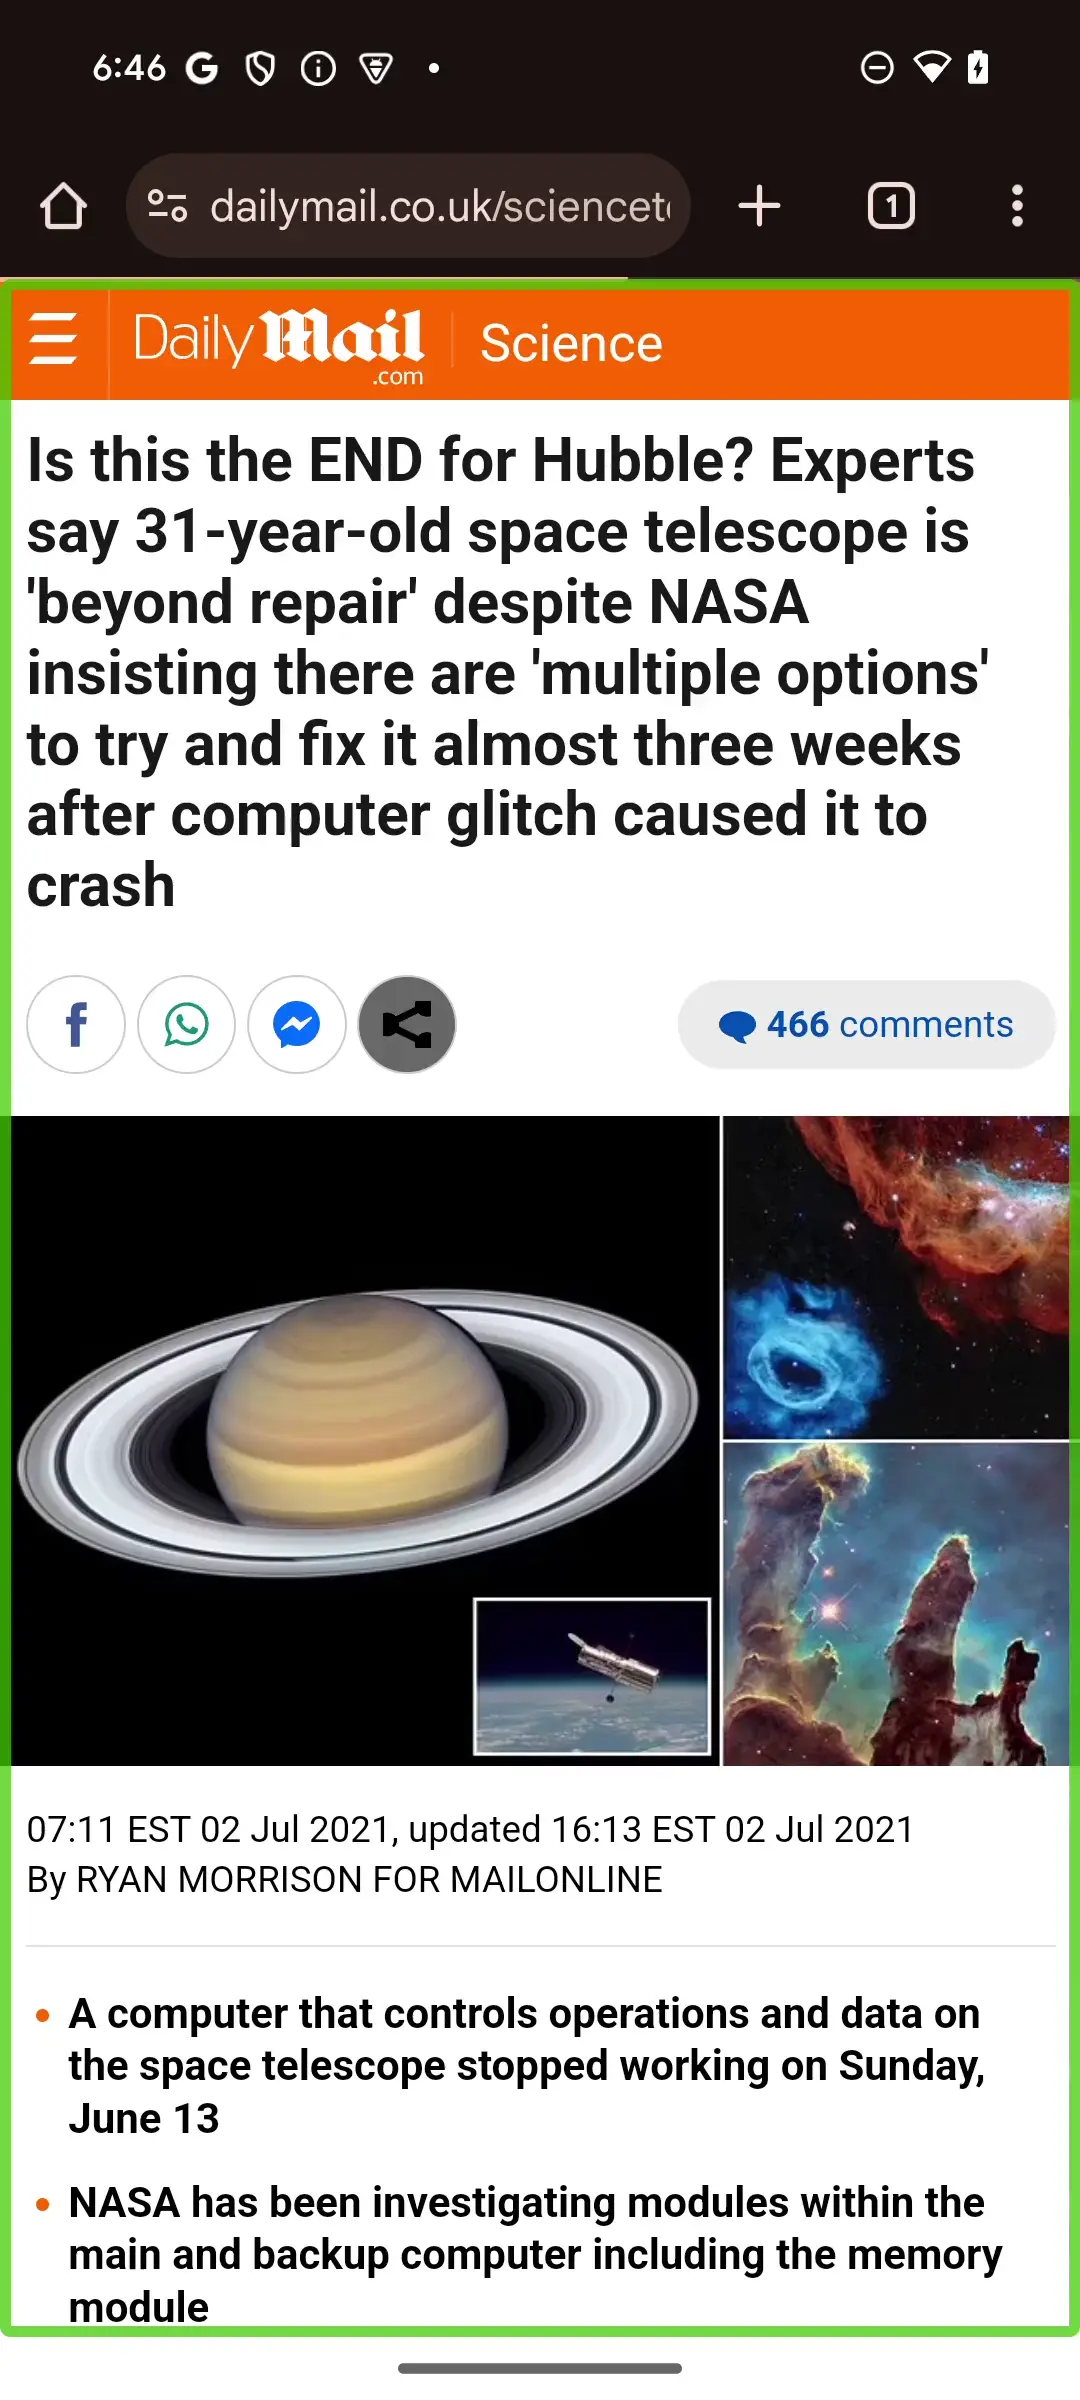 6:46
dailymail.co.uk/sciencet
1
Daily Mail
.com
Science
Is this the END for Hubble? Experts
say 31-year-old space telescope is
'beyond repair' despite NASA
insisting there are 'multiple options'
to try and fix it almost three weeks
after computer glitch caused it to
crash
466 comments
07:11 EST 02 Jul 2021, updated 16:13 EST 02 Jul 2021
By RYAN MORRISON FOR MAILONLINE
• A computer that controls operations and data on
the space telescope stopped working on Sunday,
June 13
• NASA has been investigating modules within the
main and backup computer including the memory
module